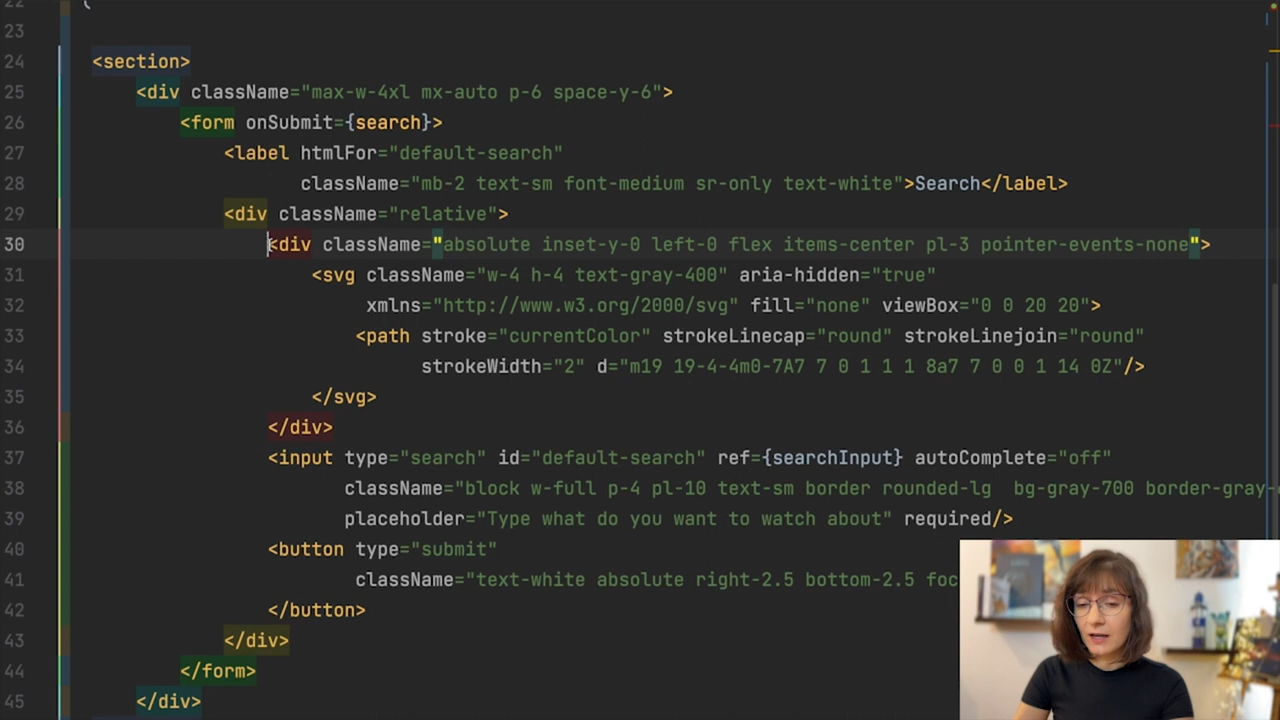 22
23
24 <section>
25 <div className="max-w-4xl mx-auto p-6 space-y-6">
26 <form onSubmit={search}>
27 <label htmlFor="default-search"
28 className="mb-2 text-sm font-medium sr-only text-white">Search</label>
29 <div className="relative">
30 <div className="absolute inset-y-0 left-0 flex items-center pl-3 pointer-events-none">
31 <svg className="w-4 h-4 text-gray-400" aria-hidden="true"
32 xmlns="http://www.w3.org/2000/svg" fill="none" viewBox="0 0 20 20">
33 <path stroke="currentColor" strokeLinecap="round" strokeLinejoin="round"
34 strokeWidth="2" d="m19 19-4-4m0-7A7 7 0 1 1 1 8a7 7 0 0 1 14 0Z"/>
35 </svg>
36 </div>
37 <input type="search" id="default-search" ref={searchInput} autoComplete="off"
38 className="block w-full p-4 pl-10 text-sm border rounded-lg  bg-gray-700 border-gray-
39 placeholder="Type what do you want to watch about" required/>
40 <button type="submit"
41 className="text-white absolute right-2.5 bottom-2.5 foc
42 </button>
43 </div>
44 </form>
45 </div>